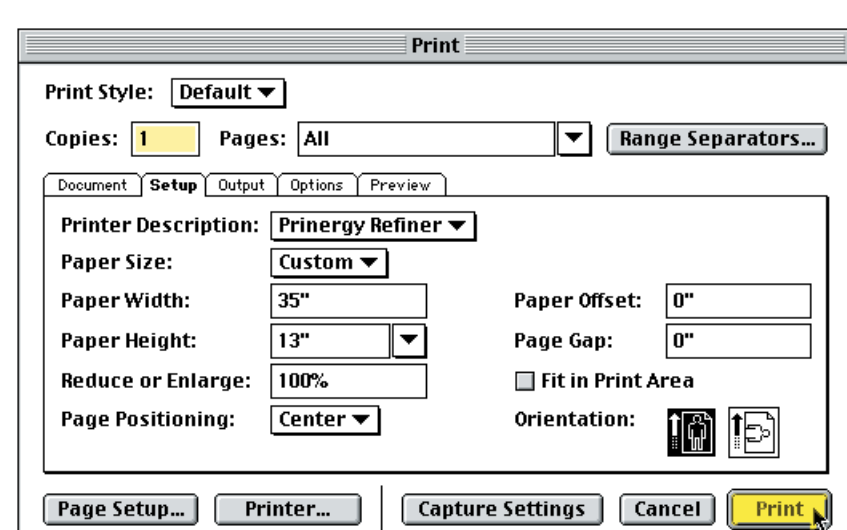 Print
Print Style: Default
Copies: 1 Pages: All Range Separators...
Document Setup Output Options Preview
Printer Description: Prinergy Refiner
Paper Size: Custom
Paper Width: 35" Paper Offset: 0"
Paper Height: 13" Page Gap: 0"
Reduce or Enlarge: 100% Fit in Print Area
Page Positioning: Center Orientation:
Page Setup... Printer... Capture Settings Cancel Print